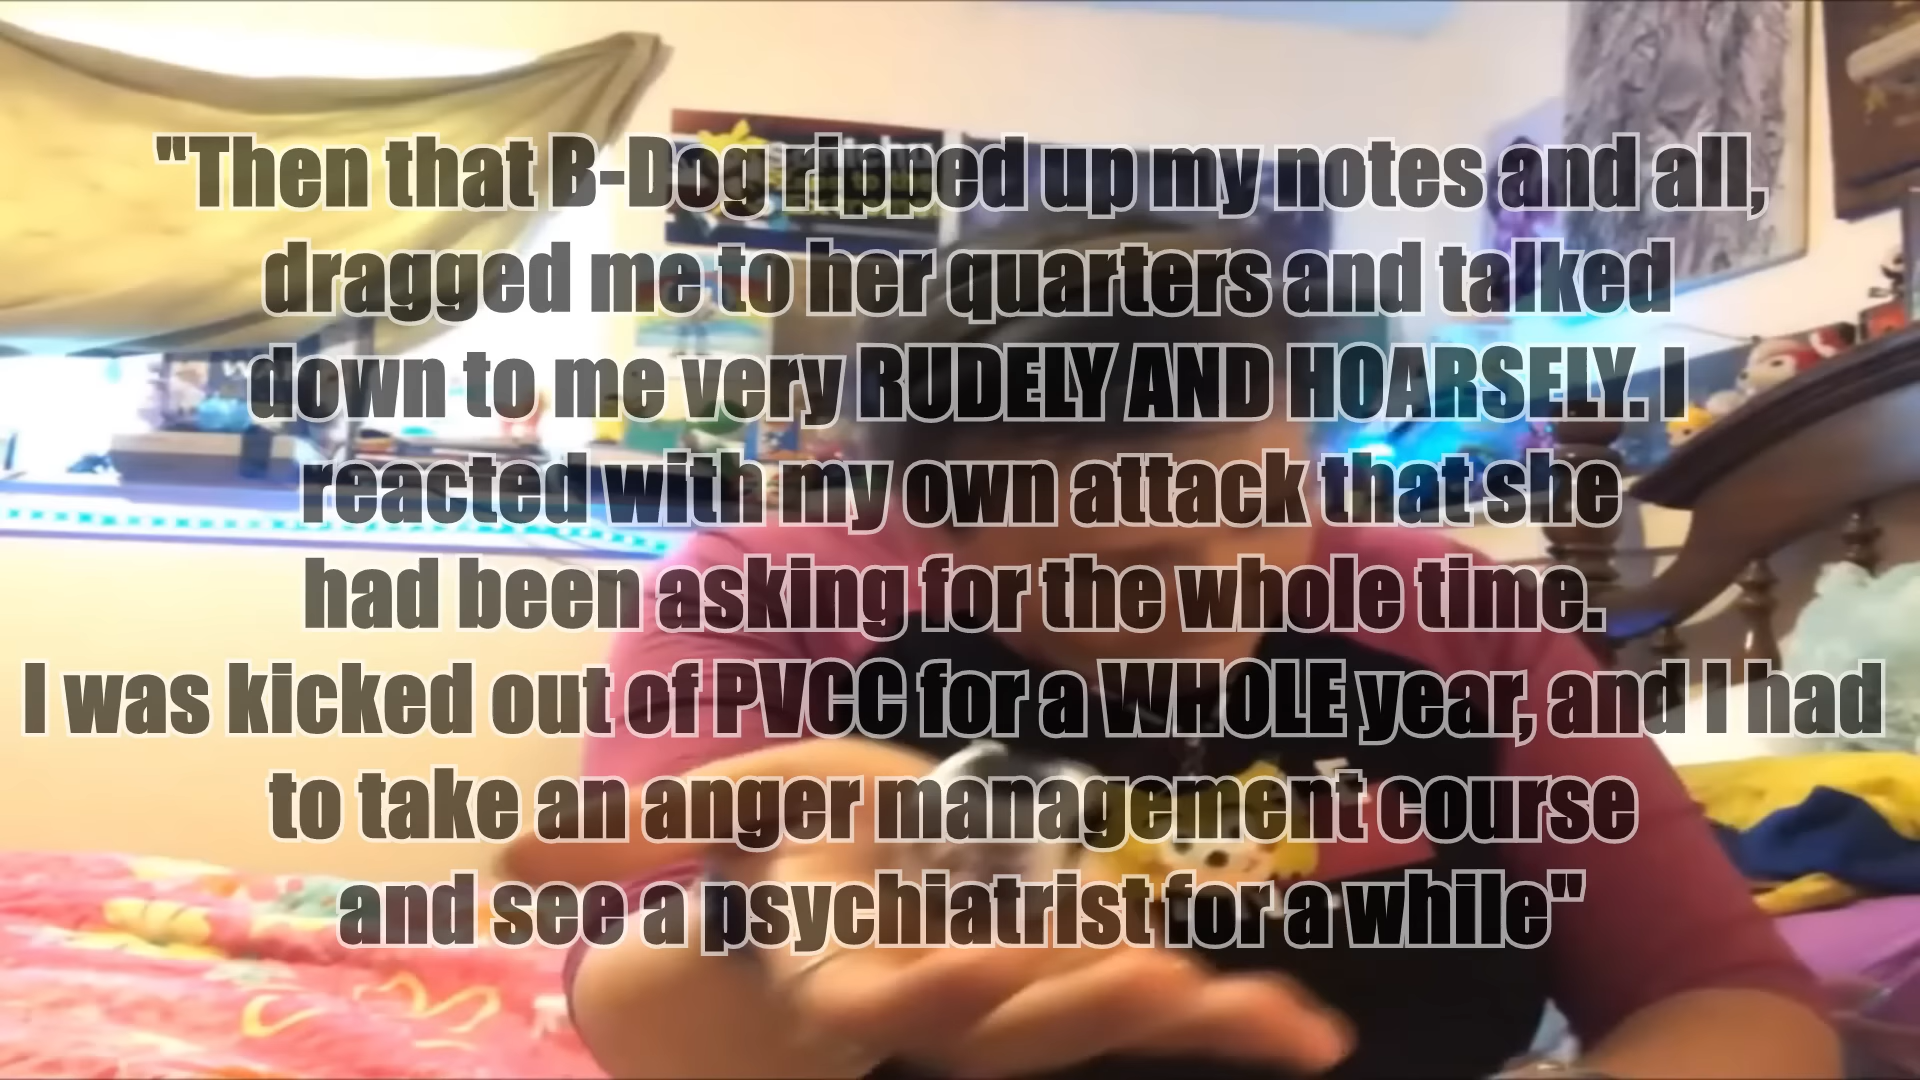 "Then that B-Dog ripped up my notes and all,
dragged me to her quarters and talked
down to me very RUDELY AND HOARSELY. I
reacted with my own attack that she
had been asking for the whole time.
I was kicked out of PVCC for a WHOLE year, and I had
to take an anger management course
and see a psychiatrist for a while"